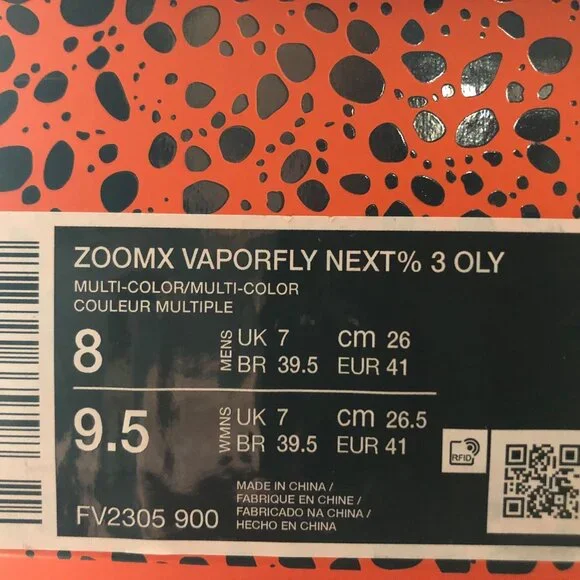 ZOOMX VAPORFLY NEXT% 3 OLY
MULTI-COLOR/MULTI-COLOR
COULEUR MULTIPLE
8 MENS UK 7 cm 26
BR 39.5 EUR 41
9.5 WMNS UK 7 cm 26.5
BR 39.5 EUR 41
RFID
MADE IN CHINA /
FABRIQUE EN CHINE /
FABRICADO NA CHINA /
HECHO EN CHINA
FV2305 900